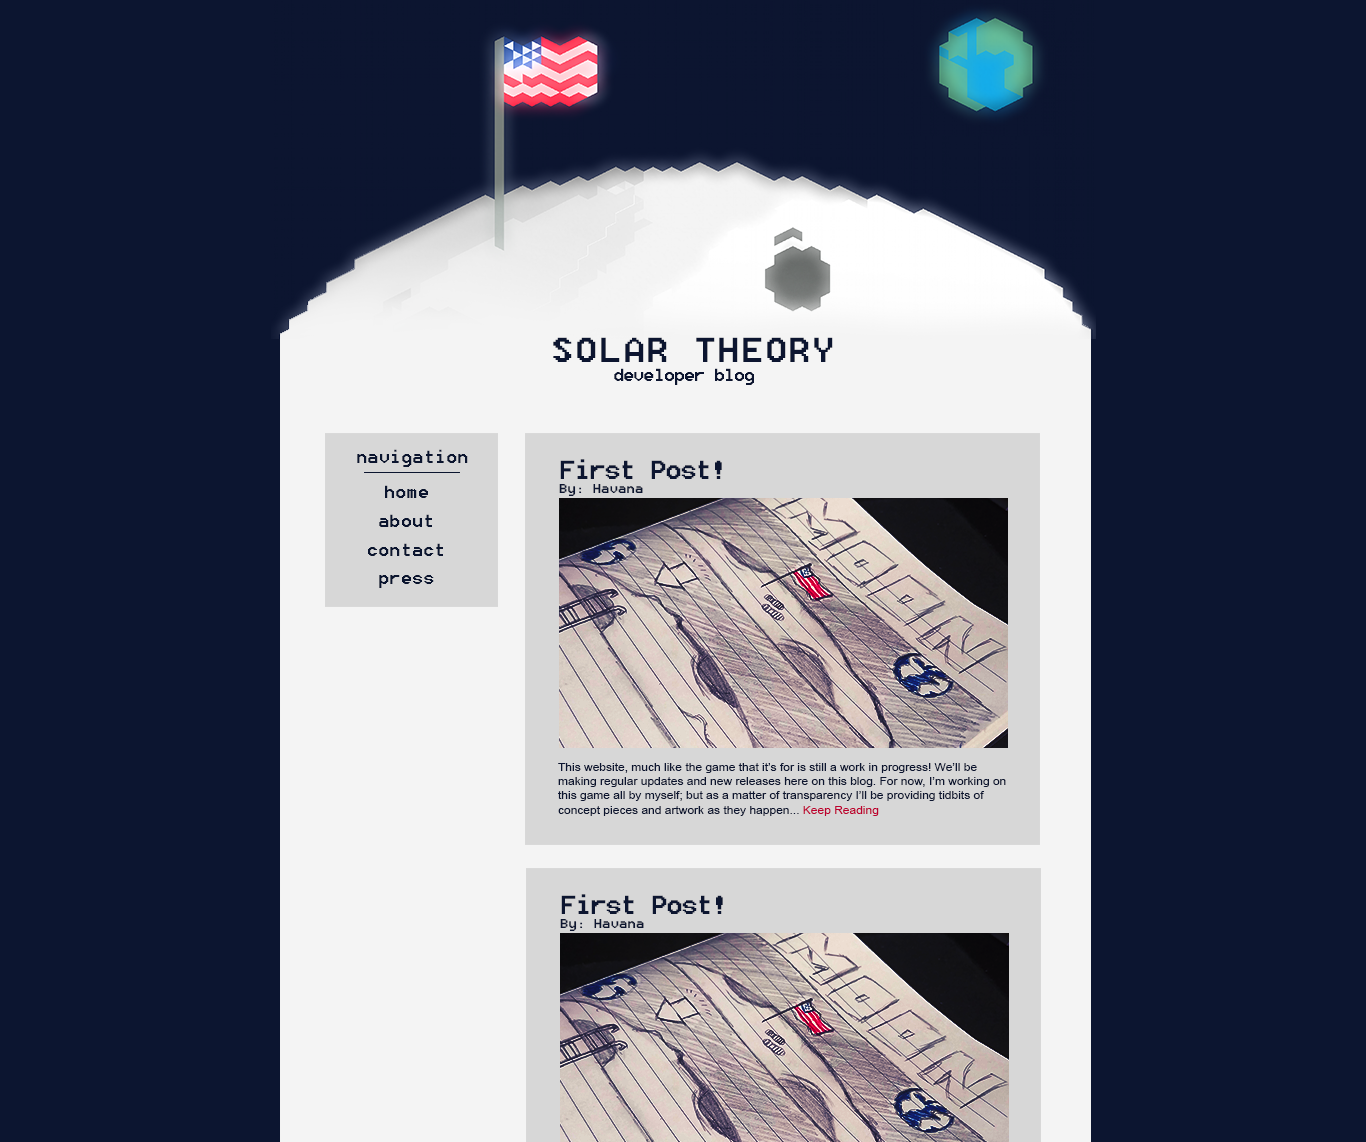 SOLAR THEORY
developer blog
navigation
home
about
contact
press
First Post!
By: Havana
MOON
This website, much like the game that it's for is still a work in progress! We'll be
making regular updates and new releases here on this blog. For now, I'm working on
this game all by myself; but as a matter of transparency I'll be providing tidbits of
concept pieces and artwork as they happen... Keep Reading
First Post!
By: Havana
MOON